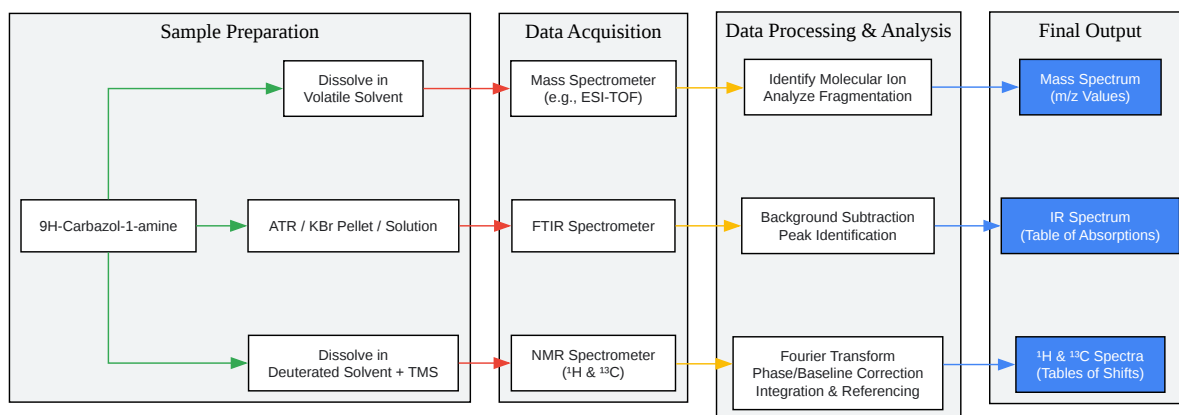 Sample Preparation
Data Acquisition
Data Processing & Analysis
Final Output
Dissolve in
Volatile Solvent
Mass Spectrometer
(e.g., ESI-TOF)
Identify Molecular Ion
Analyze Fragmentation
Mass Spectrum
(m/z Values)
9H-Carbazol-1-amine
ATR / KBr Pellet / Solution
FTIR Spectrometer
Background Subtraction
Peak Identification
IR Spectrum
(Table of Absorptions)
Dissolve in
Deuterated Solvent + TMS
NMR Spectrometer
(¹H & ¹³C)
Fourier Transform
Phase/Baseline Correction
Integration & Referencing
¹H & ¹³C Spectra
(Tables of Shifts)